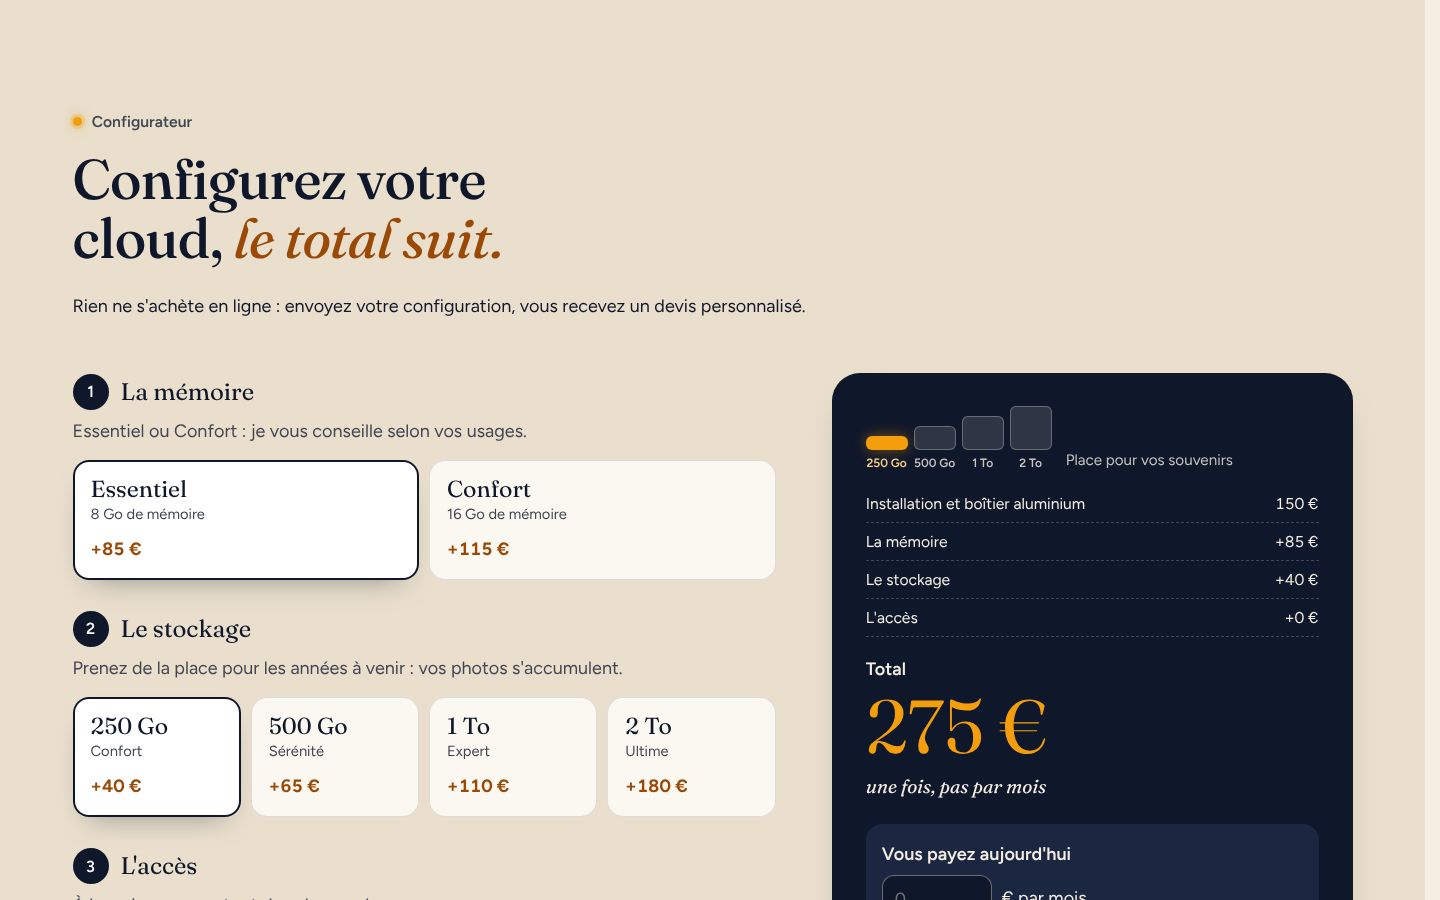 Configurateur
Configurez votre
cloud, le total suit.
Rien ne s'achète en ligne : envoyez votre configuration, vous recevez un devis personnalisé.
1 La mémoire
Essentiel ou Confort : je vous conseille selon vos usages.
Essentiel
8 Go de mémoire
+85 €
Confort
16 Go de mémoire
+115 €
2 Le stockage
Prenez de la place pour les années à venir : vos photos s'accumulent.
250 Go
Confort
+40 €
500 Go
Sérénité
+65 €
1 To
Expert
+110 €
2 To
Ultime
+180 €
3 L'accès
250 Go 500 Go 1 To 2 To Place pour vos souvenirs
Installation et boîtier aluminium 150 €
La mémoire +85 €
Le stockage +40 €
L'accès +0 €
Total
275 €
une fois, pas par mois
Vous payez aujourd'hui
0 € par mois